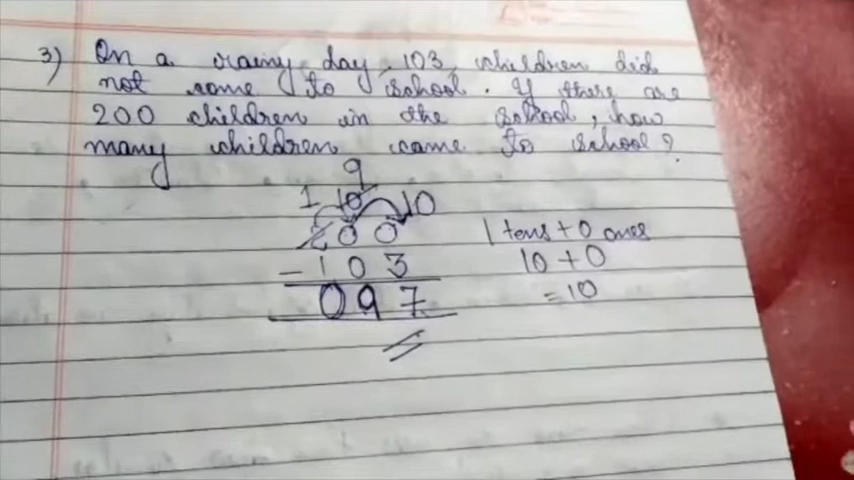 3) On a rainy day, 103, children did
not come to school. If there are
200 children in the school, how
many children came to school?
9
1 10 10
2 0 0
1 tens + 0 ones
- 1 0 3
10 + 0
0 9 7
= 10